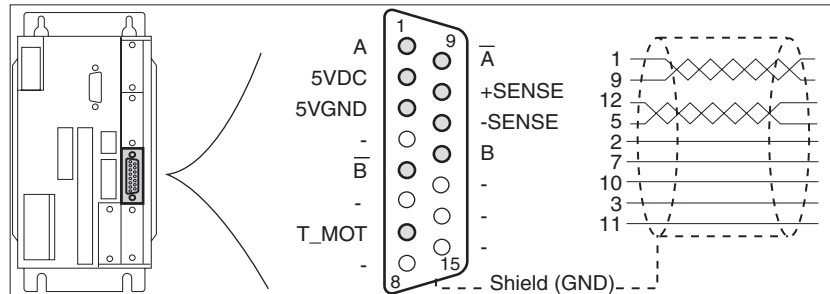 1
9
A
A̅
5VDC
+SENSE
5VGND
-SENSE
-
B
B̅
-
-
-
T_MOT
-
-
8
15
Shield (GND)
1
9
12
5
2
7
10
3
11